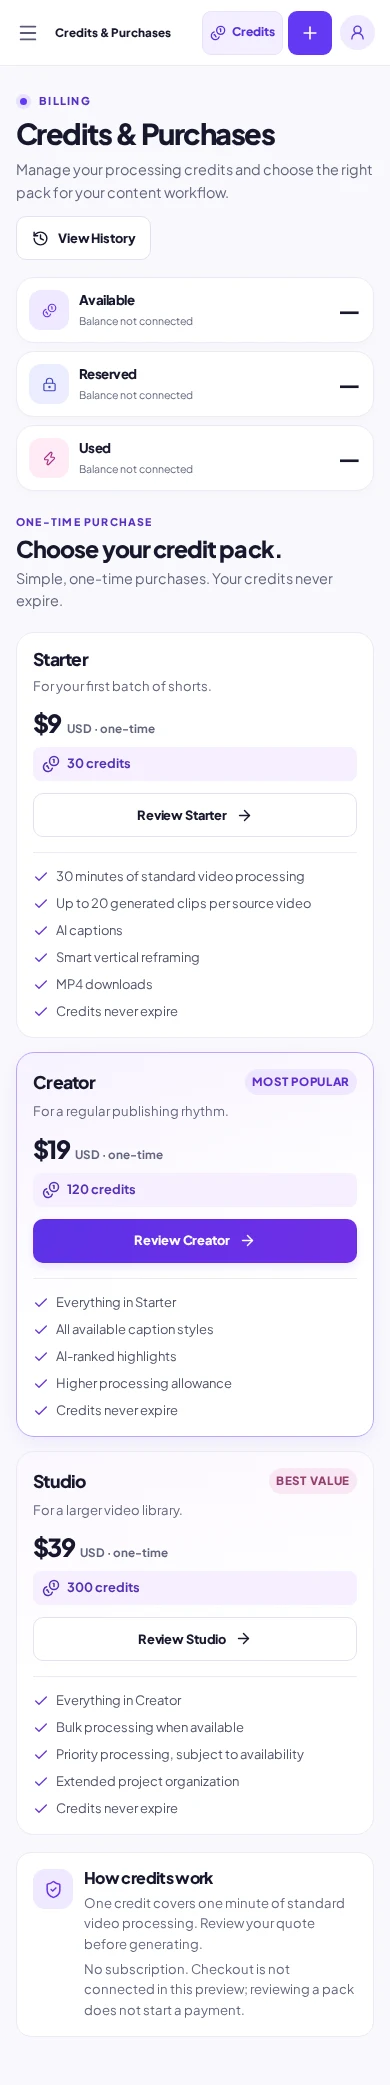 Credits & Purchases
Credits
BILLING
Credits & Purchases
Manage your processing credits and choose the right
pack for your content workflow.
View History
Available
Balance not connected
—
Reserved
Balance not connected
—
Used
Balance not connected
—
ONE-TIME PURCHASE
Choose your credit pack.
Simple, one-time purchases. Your credits never
expire.
Starter
For your first batch of shorts.
$9 USD · one-time
30 credits
Review Starter
30 minutes of standard video processing
Up to 20 generated clips per source video
AI captions
Smart vertical reframing
MP4 downloads
Credits never expire
Creator
MOST POPULAR
For a regular publishing rhythm.
$19 USD · one-time
120 credits
Review Creator
Everything in Starter
All available caption styles
AI-ranked highlights
Higher processing allowance
Credits never expire
Studio
BEST VALUE
For a larger video library.
$39 USD · one-time
300 credits
Review Studio
Everything in Creator
Bulk processing when available
Priority processing, subject to availability
Extended project organization
Credits never expire
How credits work
One credit covers one minute of standard
video processing. Review your quote
before generating.
No subscription. Checkout is not
connected in this preview; reviewing a pack
does not start a payment.